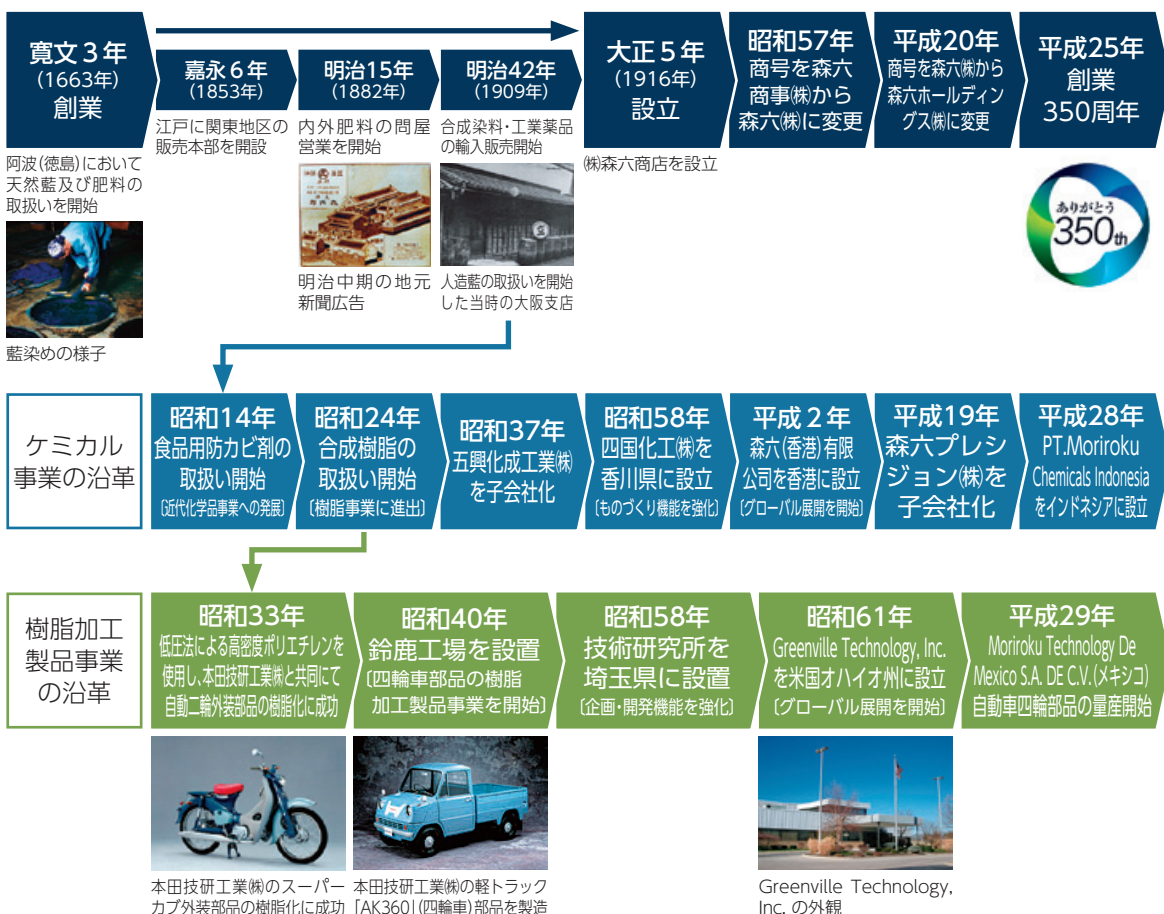 寛文3年
(1663年)
創業
阿波(徳島)において
天然藍及び肥料の
取扱いを開始
藍染めの様子
嘉永6年
(1853年)
江戸に関東地区の
販売本部を開設
明治15年
(1882年)
内外肥料の問屋
営業を開始
明治中期の地元
新聞広告
明治42年
(1909年)
合成染料・工業薬品
の輸入販売開始
人造藍の取扱いを開始
した当時の大阪支店
大正5年
(1916年)
設立
㈱森六商店を設立
昭和57年
商号を森六
商事㈱から
森六㈱に変更
平成20年
商号を森六㈱から
森六ホールディン
グス㈱に変更
平成25年
創業
350周年
ありがとう
350th
ケミカル
事業の沿革
昭和14年
食品用防カビ剤の
取扱い開始
〔近代化学品事業への発展〕
昭和24年
合成樹脂の
取扱い開始
〔樹脂事業に進出〕
昭和37年
五興化成工業㈱
を子会社化
昭和58年
四国化工㈱を
香川県に設立
〔ものづくり機能を強化〕
平成2年
森六(香港)有限
公司を香港に設立
〔グローバル展開を開始〕
平成19年
森六プレシ
ジョン㈱を
子会社化
平成28年
PT.Moriroku
Chemicals Indonesia
をインドネシアに設立
樹脂加工
製品事業
の沿革
昭和33年
低圧法による高密度ポリエチレンを
使用し、本田技研工業㈱と共同にて
自動二輪外装部品の樹脂化に成功
本田技研工業㈱のスーパー
カブ外装部品の樹脂化に成功
昭和40年
鈴鹿工場を設置
〔四輪車部品の樹脂
加工製品事業を開始〕
本田技研工業㈱の軽トラック
「AK360」(四輪車)部品を製造
昭和58年
技術研究所を
埼玉県に設置
〔企画・開発機能を強化〕
昭和61年
Greenville Technology, Inc.
を米国オハイオ州に設立
〔グローバル展開を開始〕
Greenville Technology,
Inc. の外観
平成29年
Moriroku Technology De
Mexico S.A. DE C.V.(メキシコ)
自動車四輪部品の量産開始